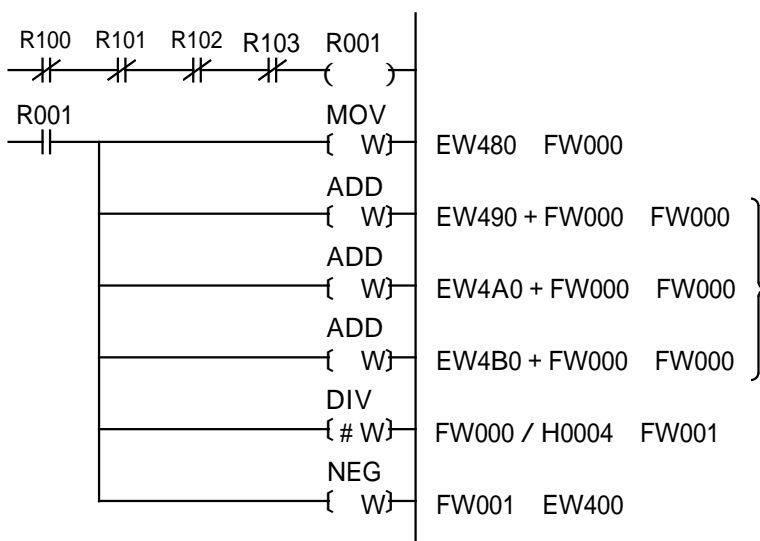 R100 R101 R102 R103 R001
R001 MOV
W EW480 FW000
ADD
W EW490 + FW000 FW000
ADD
W EW4A0 + FW000 FW000
ADD
W EW4B0 + FW000 FW000
DIV
# W FW000 / H0004 FW001
NEG
W FW001 EW400